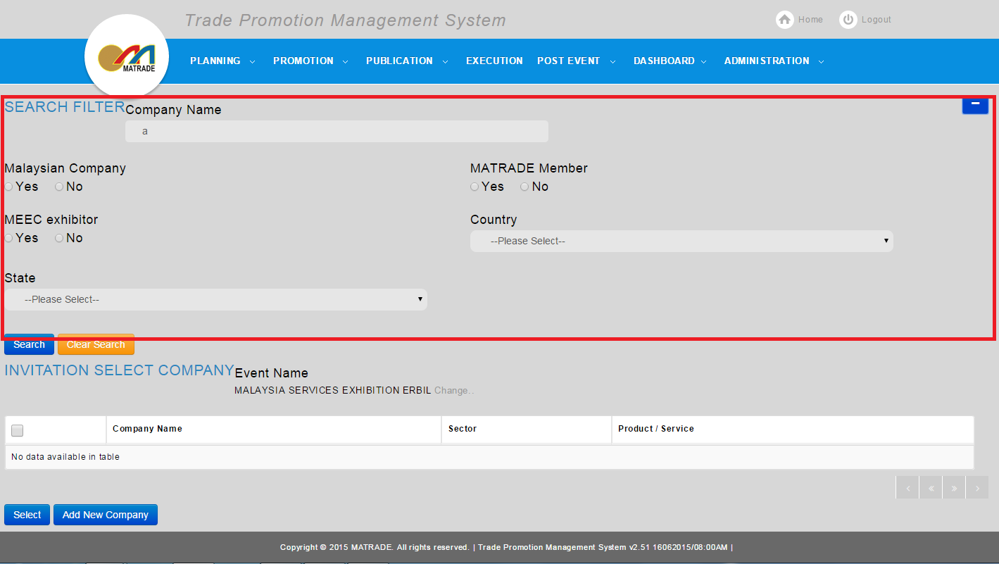 Trade Promotion Management System
Home Logout
MATRADE
PLANNING PROMOTION PUBLICATION EXECUTION POST EVENT DASHBOARD ADMINISTRATION
SEARCH FILTER Company Name
a
Malaysian Company MATRADE Member
Yes No Yes No
MEEC exhibitor Country
Yes No --Please Select--
State
--Please Select--
Search Clear Search
INVITATION SELECT COMPANY Event Name
MALAYSIA SERVICES EXHIBITION ERBIL Change..
Company Name Sector Product / Service
No data available in table
Select Add New Company
Copyright © 2015 MATRADE. All rights reserved. | Trade Promotion Management System v2.51 16062015/08:00AM |